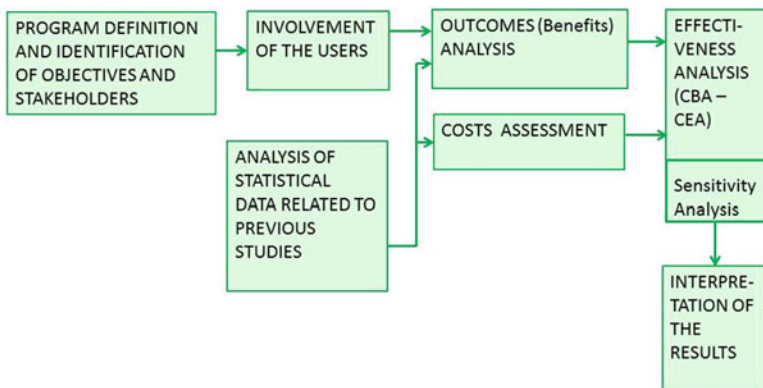 PROGRAM DEFINITION
AND IDENTIFICATION
OF OBJECTIVES AND
STAKEHOLDERS
INVOLVEMENT
OF THE USERS
OUTCOMES (Benefits)
ANALYSIS
EFFECTI-
VENESS
ANALYSIS
(CBA –
CEA)
ANALYSIS OF
STATISTICAL
DATA RELATED TO
PREVIOUS
STUDIES
COSTS ASSESSMENT
Sensitivity
Analysis
INTERPRE-
TATION OF
THE
RESULTS